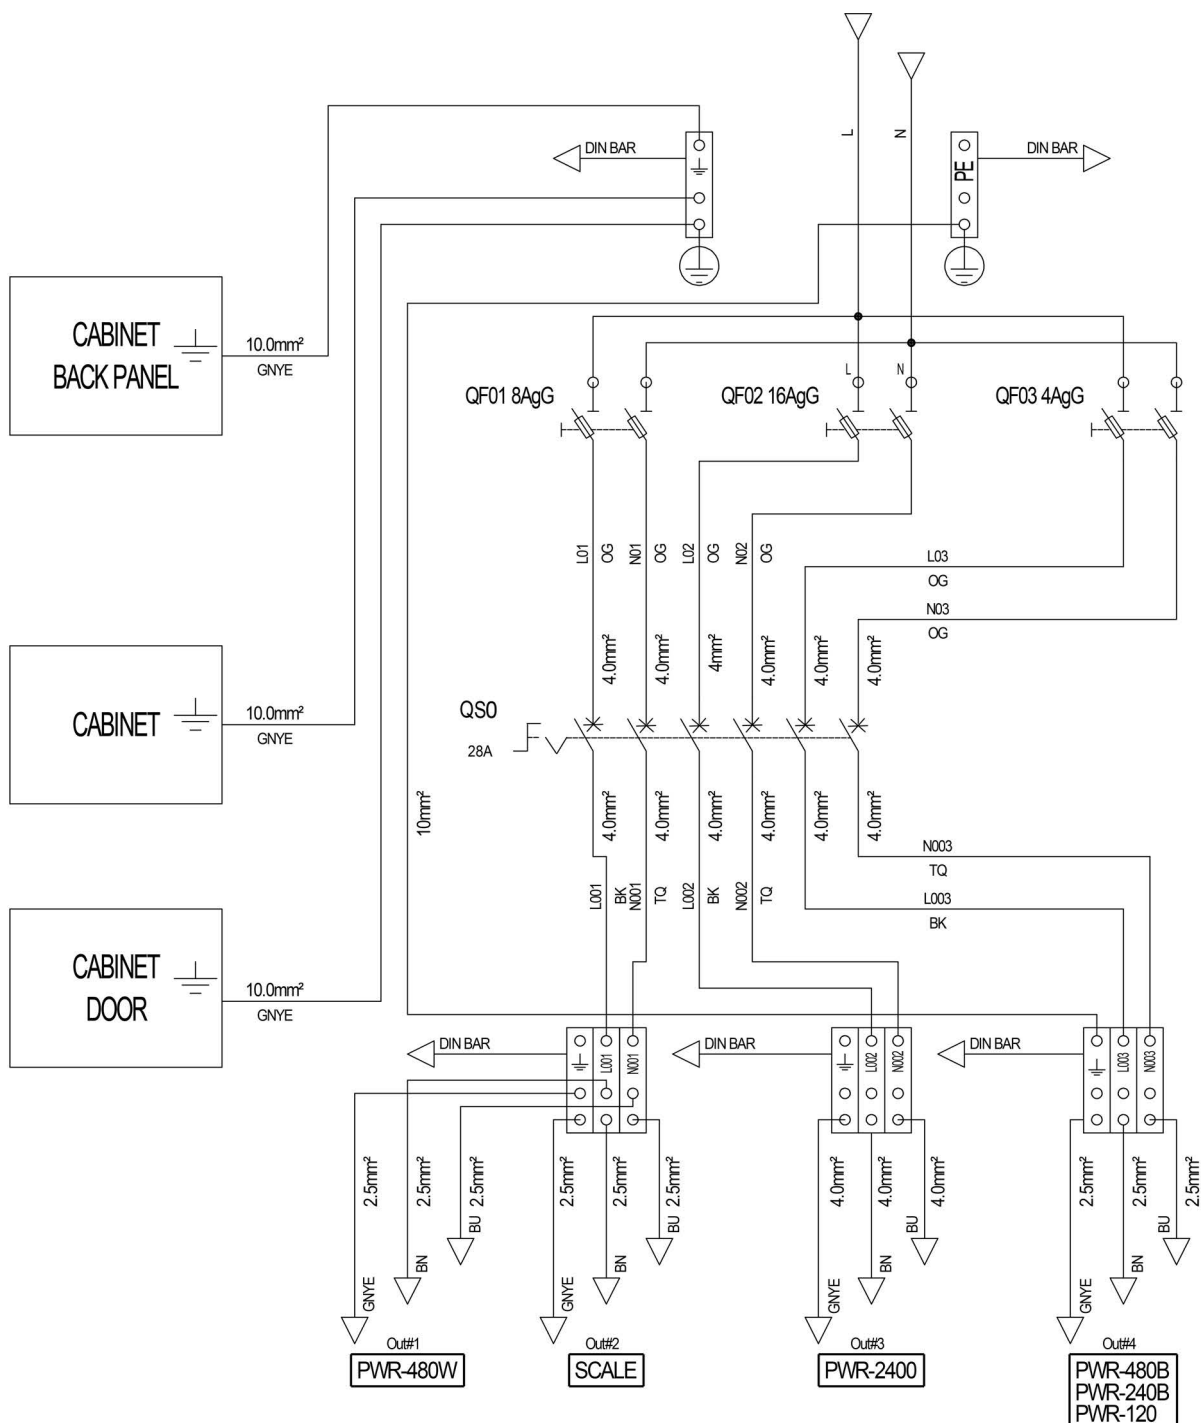 DIN BAR
L
N
PE
DIN BAR
CABINET
BACK PANEL
10.0mm²
GNYE
QF01 8AgG
QF02 16AgG
L
N
QF03 4AgG
L01
OG
N01
OG
L02
OG
N02
OG
L03
OG
N03
OG
4.0mm²
4.0mm²
4mm²
4.0mm²
4.0mm²
4.0mm²
CABINET
10.0mm²
GNYE
QS0
28A
10mm²
4.0mm²
4.0mm²
4.0mm²
4.0mm²
4.0mm²
4.0mm²
N003
TQ
L003
BK
L001
BK
N001
TQ
L002
BK
N002
TQ
CABINET
DOOR
10.0mm²
GNYE
DIN BAR
L001
N001
DIN BAR
L002
N002
DIN BAR
L003
N003
2.5mm²
2.5mm²
2.5mm²
2.5mm²
2.5mm²
2.5mm²
4.0mm²
4.0mm²
4.0mm²
2.5mm²
2.5mm²
2.5mm²
GNYE
BN
BU
GNYE
BN
BU
GNYE
BN
BU
GNYE
BN
BU
Out#1
PWR-480W
Out#2
SCALE
Out#3
PWR-2400
Out#4
PWR-480B
PWR-240B
PWR-120